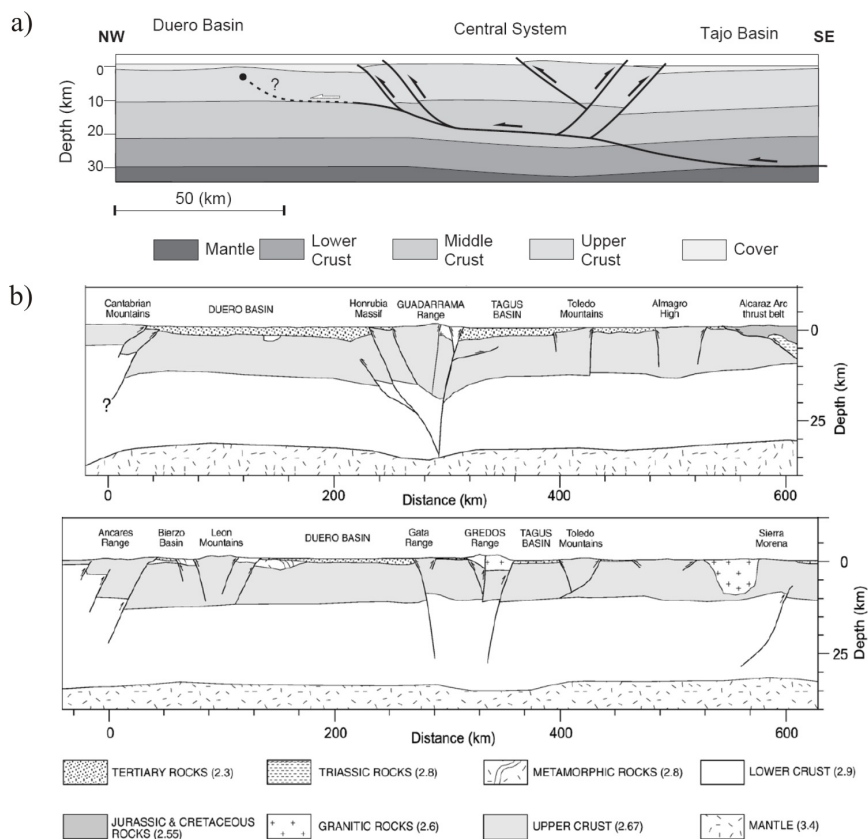 a)
Duero Basin
Central System
Tajo Basin
NW
SE
0
10
20
30
Depth (km)
?
50 (km)
Mantle
Lower
Crust
Middle
Crust
Upper
Crust
Cover
b)
Cantabrian
Mountains
DUERO BASIN
Honrubia
Massif
GUADARRAMA
Range
TAGUS
BASIN
Toledo
Mountains
Almagro
High
Alcaraz Arc
thrust belt
?
0
25
Depth (km)
0
200
400
600
Distance (km)
Ancares
Range
Bierzo
Basin
Leon
Mountains
DUERO BASIN
Gata
Range
GREDOS
Range
TAGUS
BASIN
Toledo
Mountains
Sierra
Morena
0
25
Depth (km)
0
200
400
600
Distance (km)
TERTIARY ROCKS (2.3)
TRIASSIC ROCKS (2.8)
METAMORPHIC ROCKS (2.8)
LOWER CRUST (2.9)
JURASSIC & CRETACEOUS
ROCKS (2.55)
GRANITIC ROCKS (2.6)
UPPER CRUST (2.67)
MANTLE (3.4)